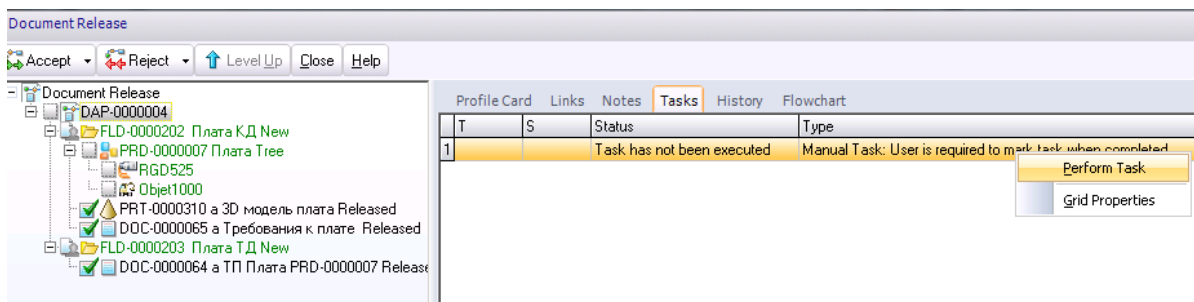 Document Release
Accept Reject Level Up Close Help
Document Release
DAP-0000004
FLD-0000202 Плата КД New
PRD-0000007 Плата Tree
RGD525
Objet1000
PRT-0000310 a 3D модель плата Released
DOC-0000065 a Требования к плате Released
FLD-0000203 Плата ТД New
DOC-0000064 a ТП Плата PRD-0000007 Release
Profile Card Links Notes Tasks History Flowchart
T S Status Type
1 Task has not been executed Manual Task: User is required to mark task when completed
Perform Task
Grid Properties